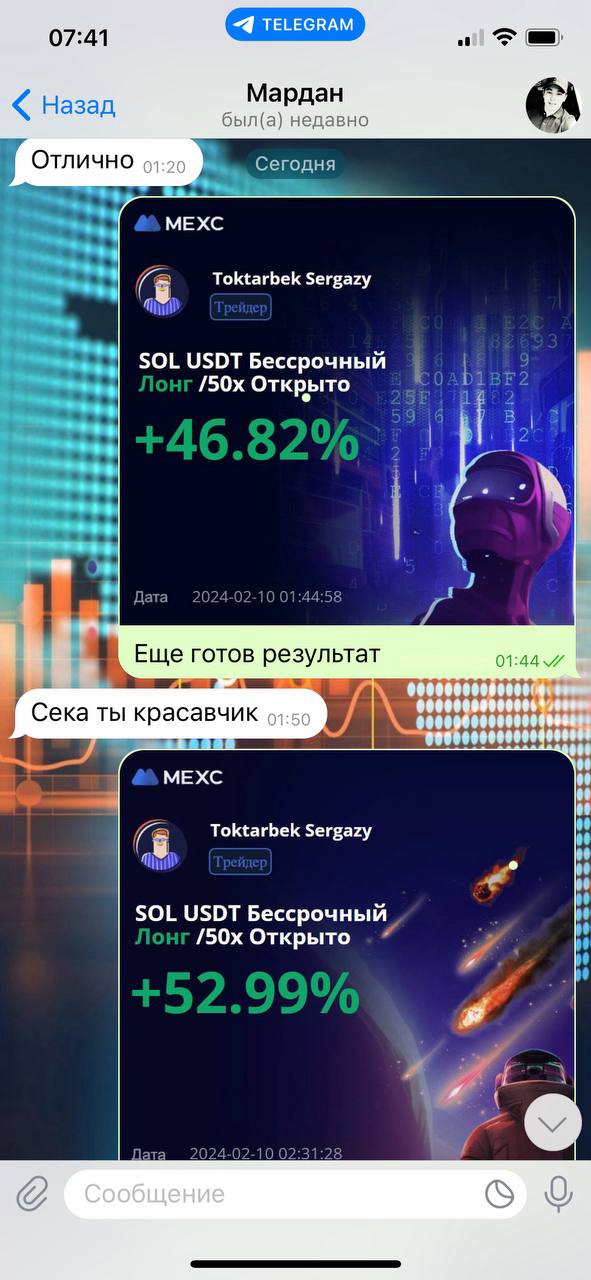 07:41
TELEGRAM
Назад
Мардан
был(а) недавно
Отлично 01:20
Сегодня
MEXC
Toktarbek Sergazy
Трейдер
SOL USDT Бессрочный
Лонг /50x Открыто
+46.82%
Дата 2024-02-10 01:44:58
Еще готов результат 01:44
Сека ты красавчик 01:50
MEXC
Toktarbek Sergazy
Трейдер
SOL USDT Бессрочный
Лонг /50x Открыто
+52.99%
Дата 2024-02-10 02:31:28
Сообщение